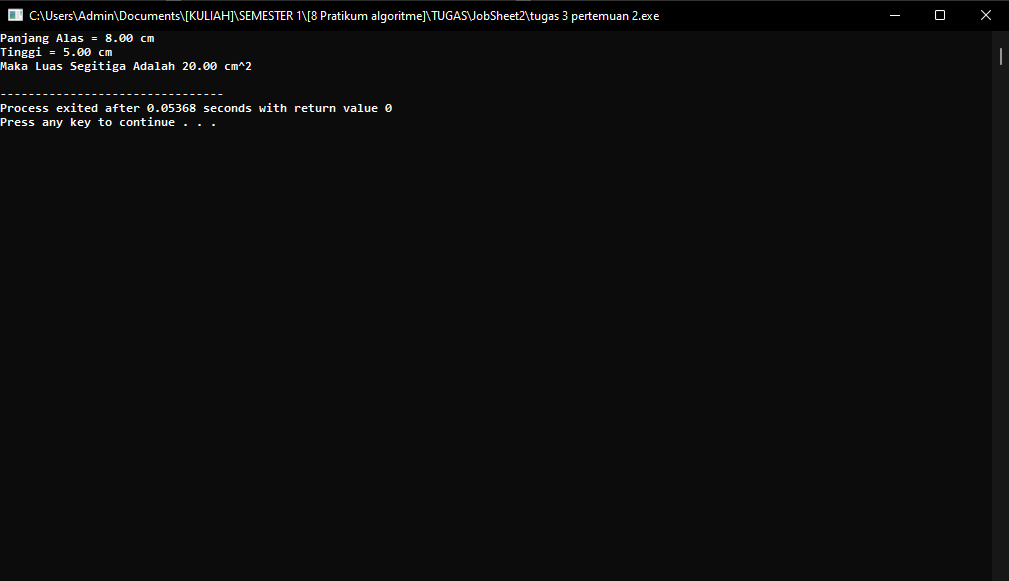 C:\Users\Admin\Documents\[KULIAH]\SEMESTER 1\[8 Pratikum algoritme]\TUGAS\JobSheet2\tugas 3 pertemuan 2.exe
Panjang Alas = 8.00 cm
Tinggi = 5.00 cm
Maka Luas Segitiga Adalah 20.00 cm^2
--------------------------------
Process exited after 0.05368 seconds with return value 0
Press any key to continue . . .